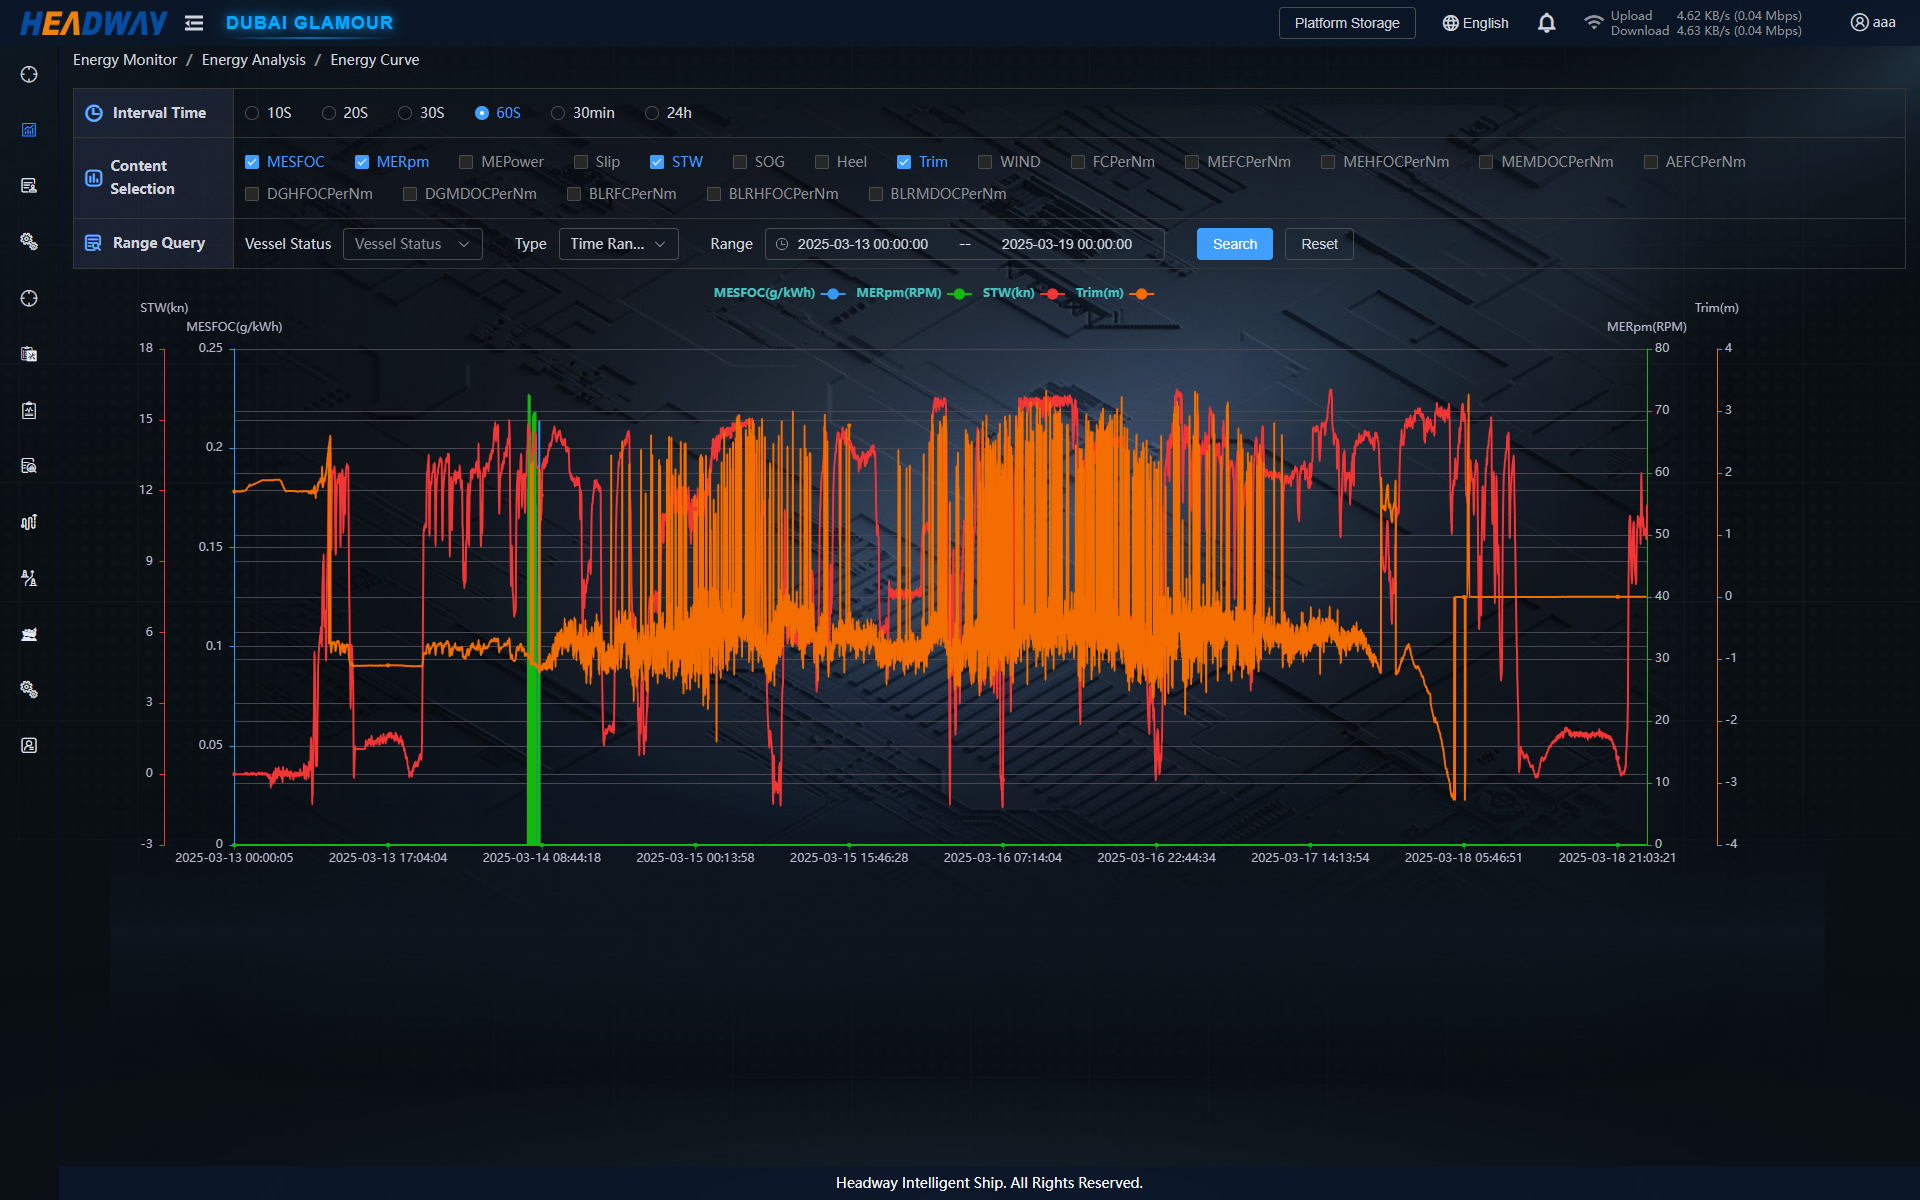 HEADWAY DUBAI GLAMOUR Platform Storage English Upload 4.62 KB/s (0.04 Mbps) aaa
Download 4.63 KB/s (0.04 Mbps)
Energy Monitor / Energy Analysis / Energy Curve
Interval Time 10S 20S 30S 60S 30min 24h
Content Selection
MESFOC MERpm MEPower Slip STW SOG Heel Trim WIND FCPerNm MEFCPerNm MEHFOCPerNm MEMDOCPerNm AEFCPerNm
DGHFOCPerNm DGMDOCPerNm BLRFCPerNm BLRHFOCPerNm BLRMDOCPerNm
Range Query Vessel Status Vessel Status Type Time Ran... Range 2025-03-13 00:00:00 -- 2025-03-19 00:00:00 Search Reset
MESFOC(g/kWh) MERpm(RPM) STW(kn) Trim(m)
STW(kn) Trim(m)
MESFOC(g/kWh) MERpm(RPM)
18 0.25 80 4
15 70 3
0.2
12 60 2
0.15 50 1
9
6 40 0
0.1 30 -1
3 20 -2
0.05
0 10 -3
-3 0 0 -4
2025-03-13 00:00:05 2025-03-13 17:04:04 2025-03-14 08:44:18 2025-03-15 00:13:58 2025-03-15 15:46:28 2025-03-16 07:14:04 2025-03-16 22:44:34 2025-03-17 14:13:54 2025-03-18 05:46:51 2025-03-18 21:03:21
Headway Intelligent Ship. All Rights Reserved.